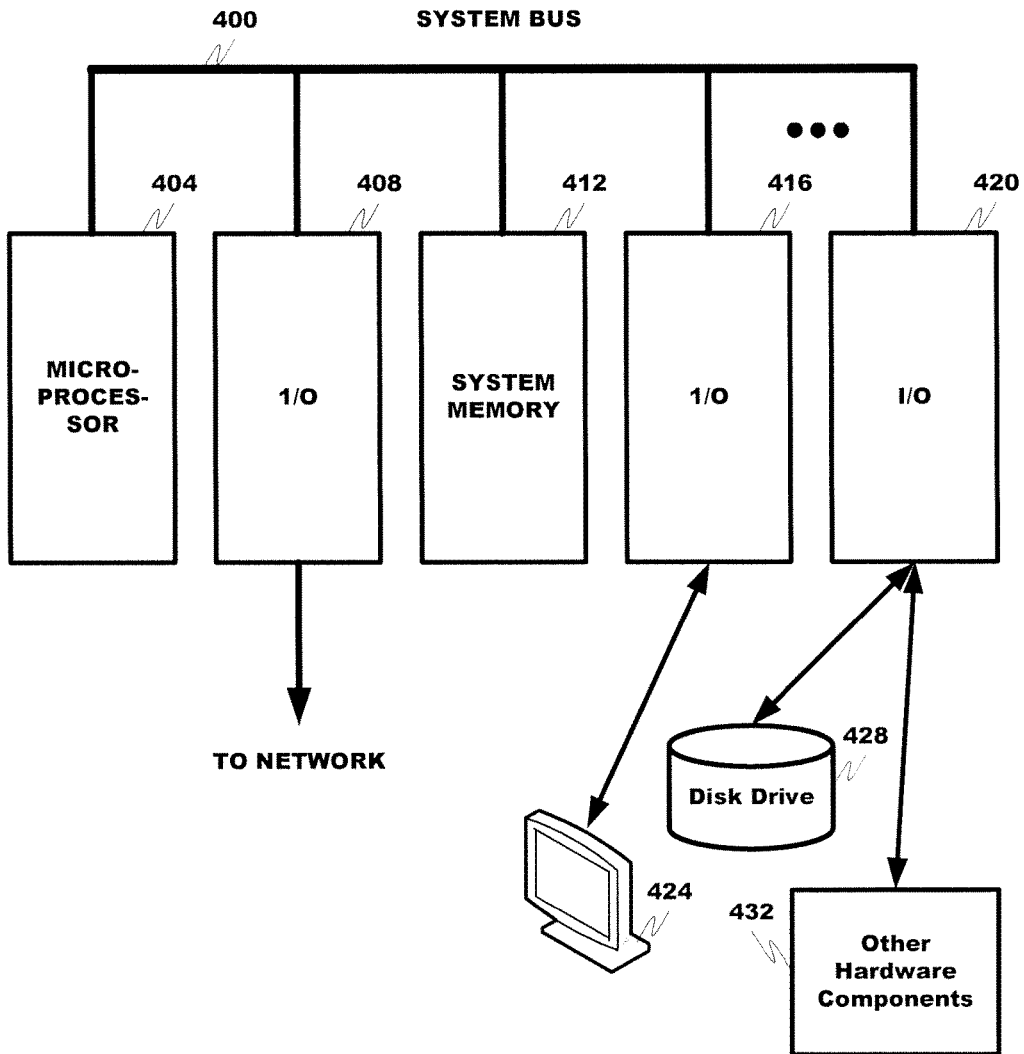 400
SYSTEM BUS
404
408
412
416
420
MICRO-
PROCES-
SOR
1/O
SYSTEM
MEMORY
1/O
I/O
TO NETWORK
428
Disk Drive
424
432
Other
Hardware
Components